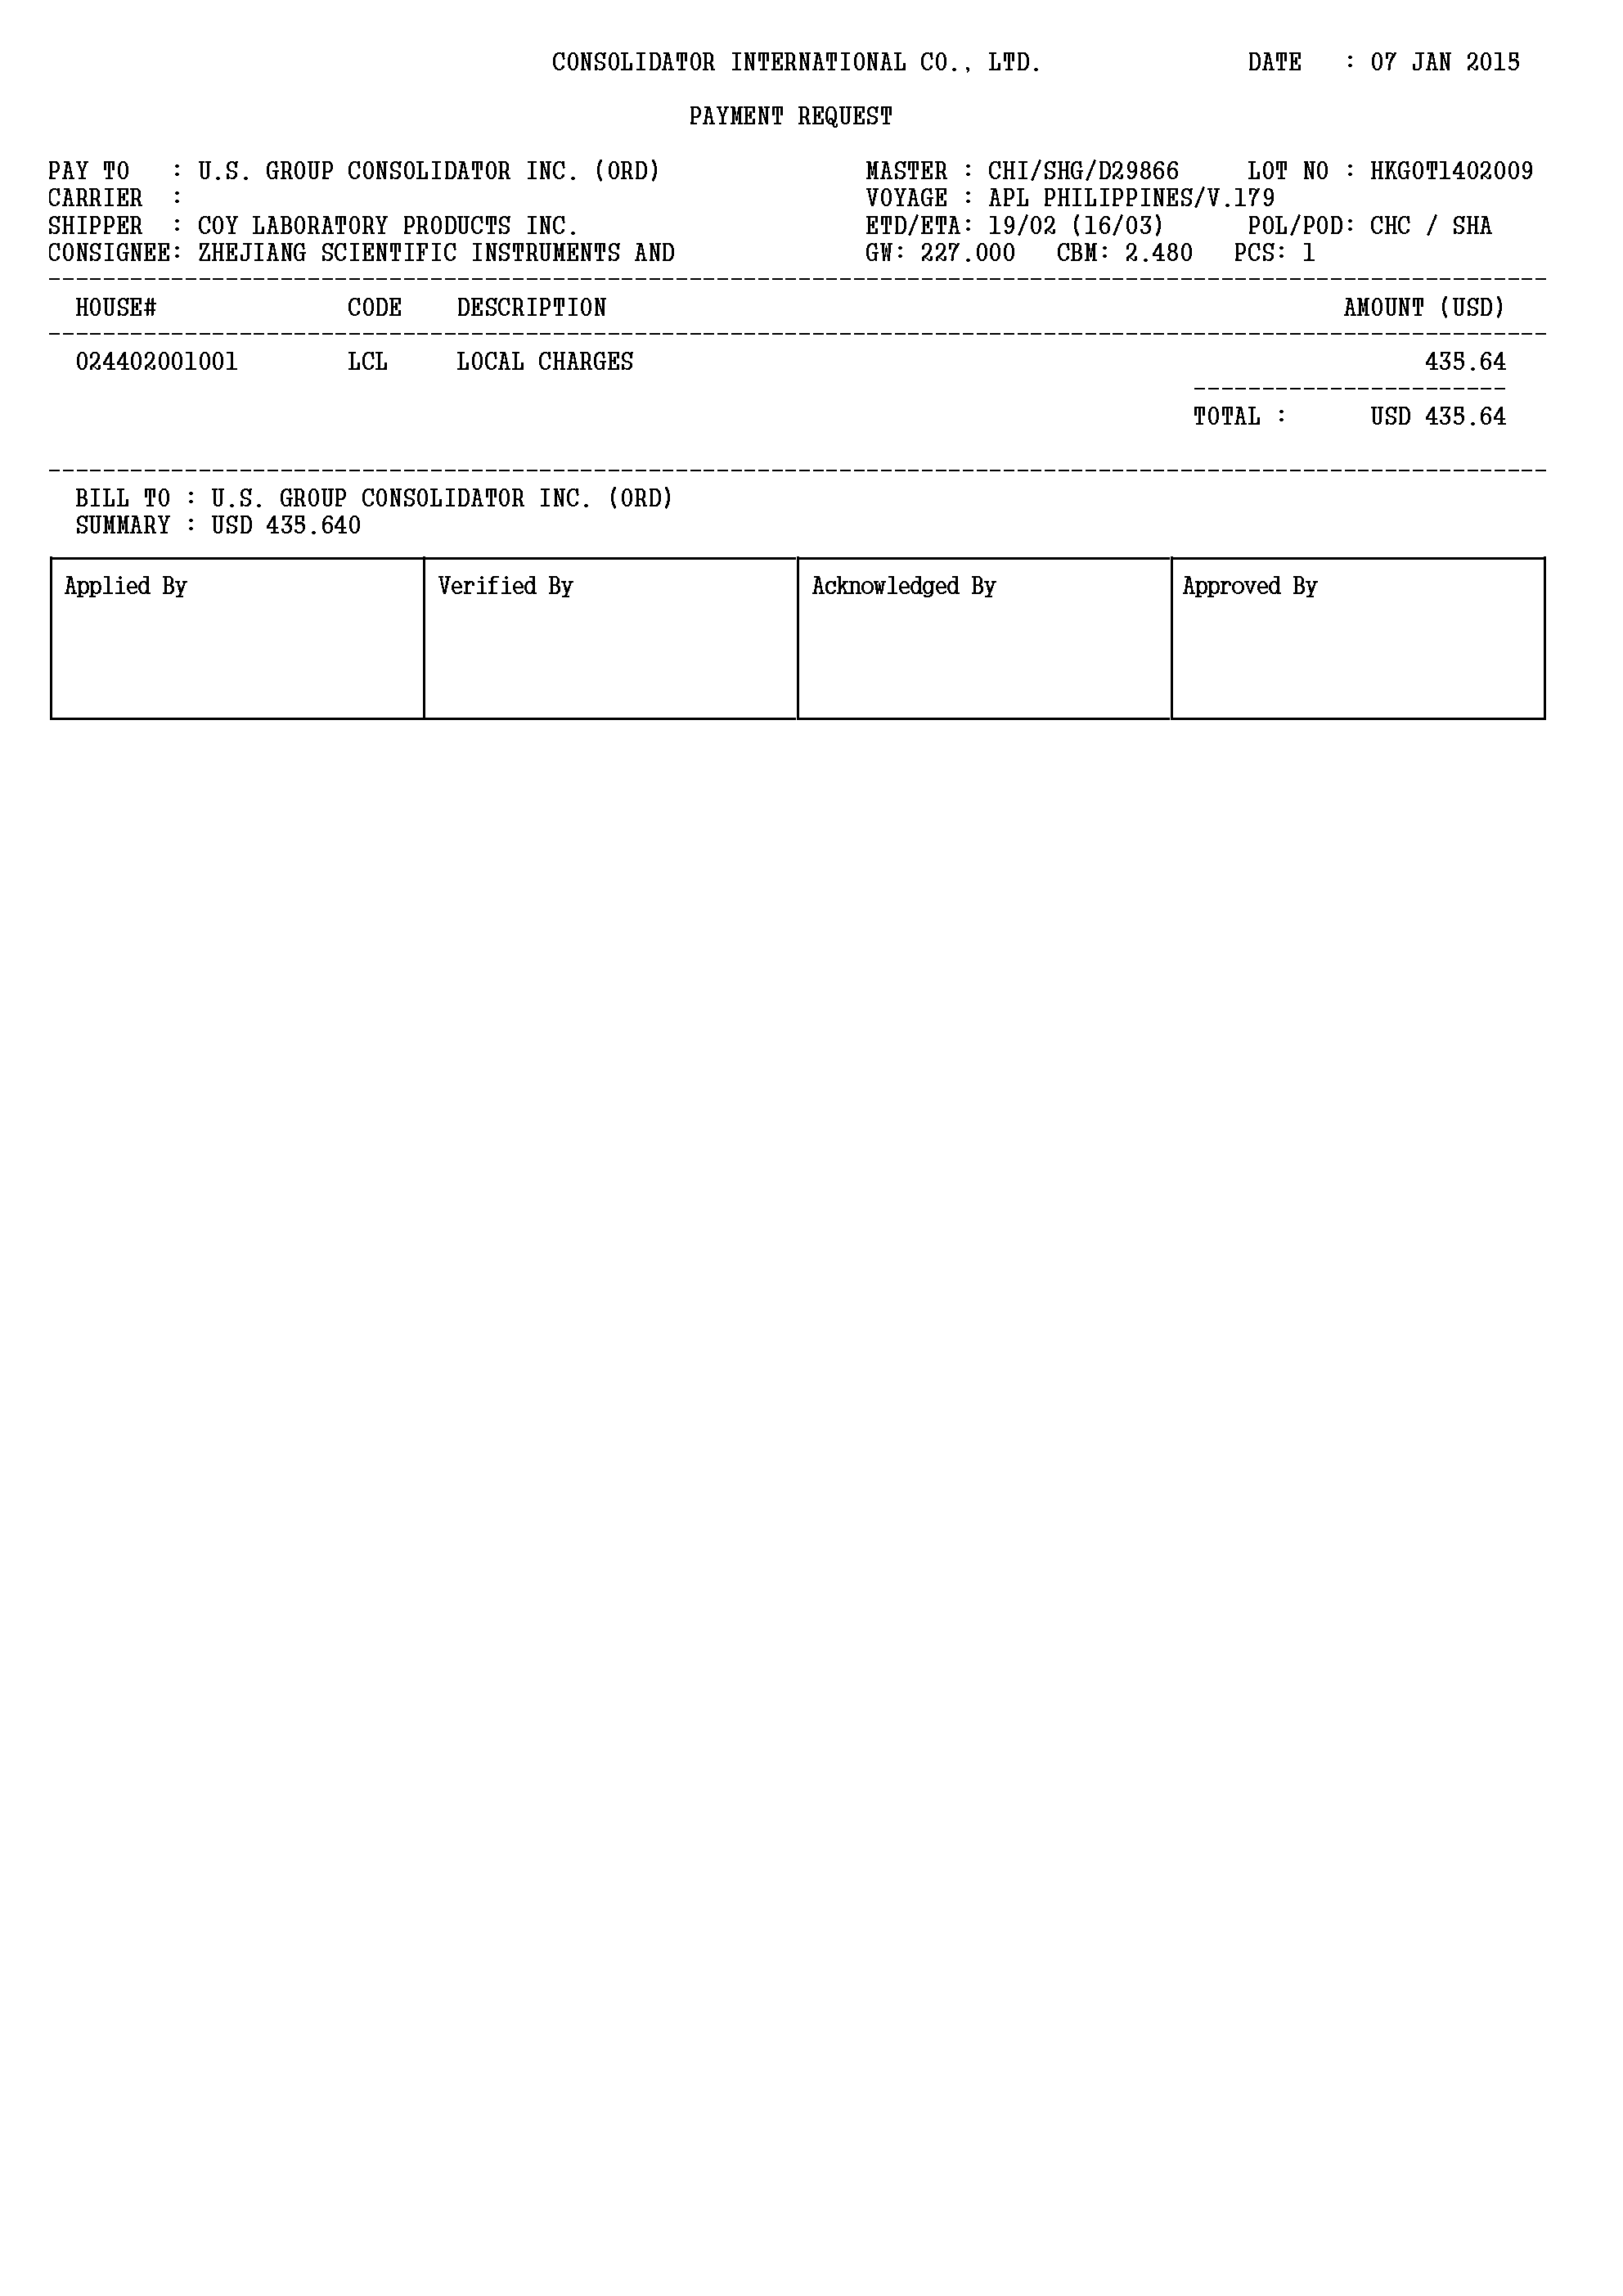 CONSOLIDATOR INTERNATIONAL CO., LTD. DATE : 07 JAN 2015
PAYMENT REQUEST
PAY TO : U.S. GROUP CONSOLIDATOR INC. (ORD) MASTER : CHI/SHG/D29866 LOT NO : HKGOT1402009
CARRIER : VOYAGE : APL PHILIPPINES/V.179
SHIPPER : COY LABORATORY PRODUCTS INC. ETD/ETA: 19/02 (16/03) POL/POD: CHC / SHA
CONSIGNEE: ZHEJIANG SCIENTIFIC INSTRUMENTS AND GW: 227.000 CBM: 2.480 PCS: 1
HOUSE# CODE DESCRIPTION AMOUNT (USD)
024402001001 LCL LOCAL CHARGES 435.64
TOTAL : USD 435.64
BILL TO : U.S. GROUP CONSOLIDATOR INC. (ORD)
SUMMARY : USD 435.640
Applied By Verified By Acknowledged By Approved By